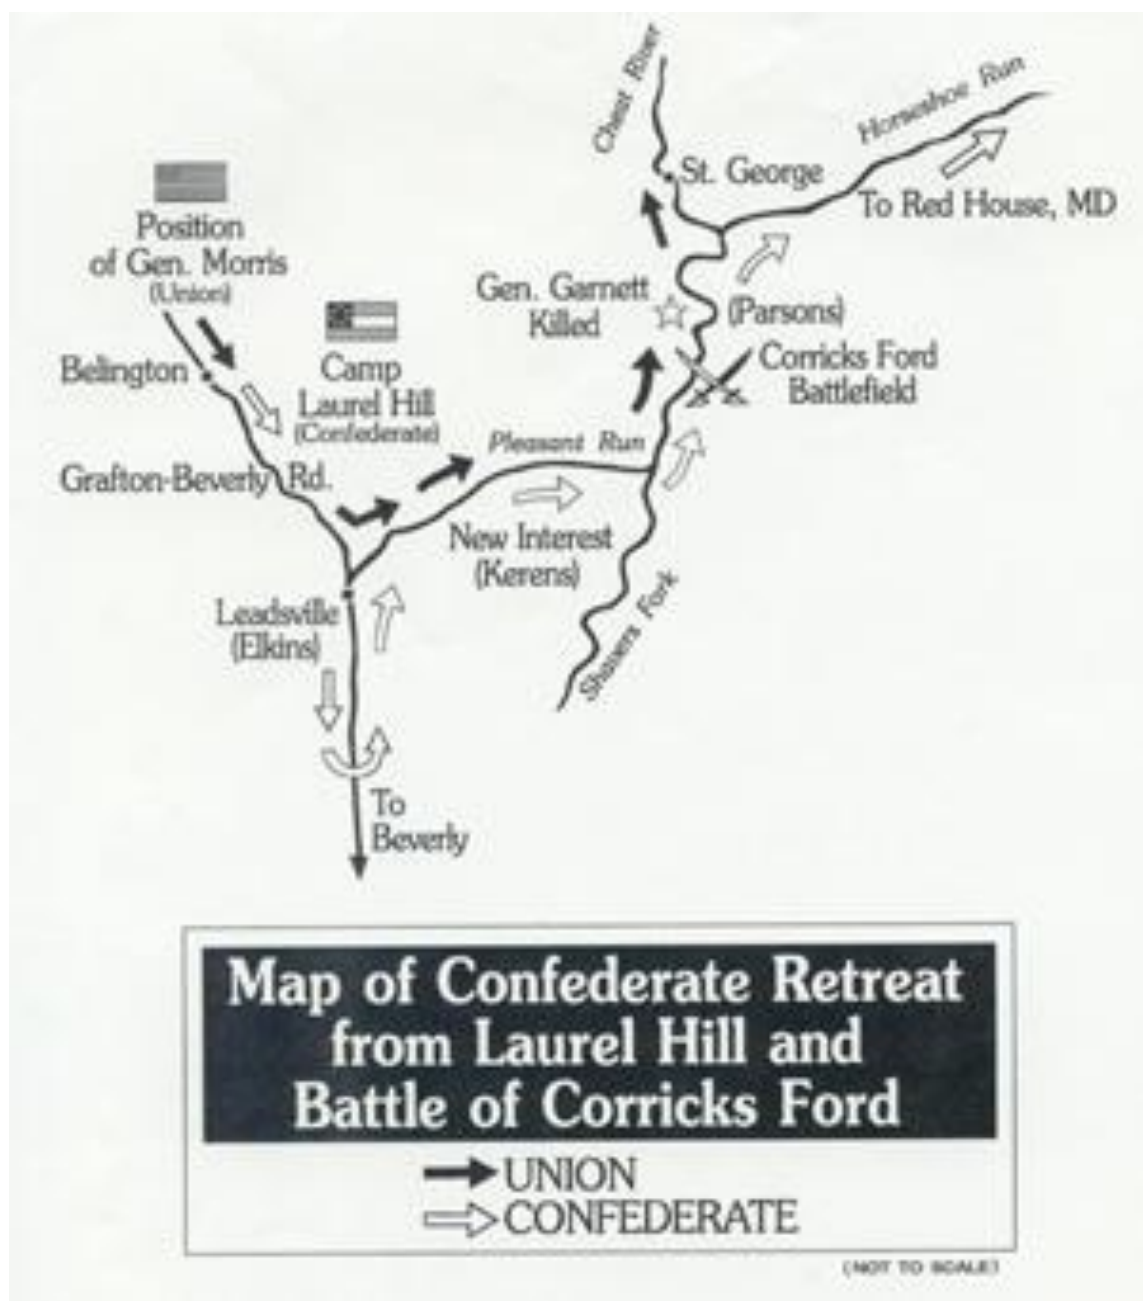 Cheat River
Horseshoe Run
St. George
To Red House, MD
Position
of Gen. Morris
(Union)
Gen. Garnett
Killed
(Parsons)
Corricks Ford
Battlefield
Belington
Camp
Laurel Hill
(Confederate)
Pleasant Run
Grafton-Beverly Rd.
New Interest
(Kerens)
Shavers Fork
Leadsville
(Elkins)
To
Beverly
Map of Confederate Retreat
from Laurel Hill and
Battle of Corricks Ford
UNION
CONFEDERATE
(NOT TO SCALE)